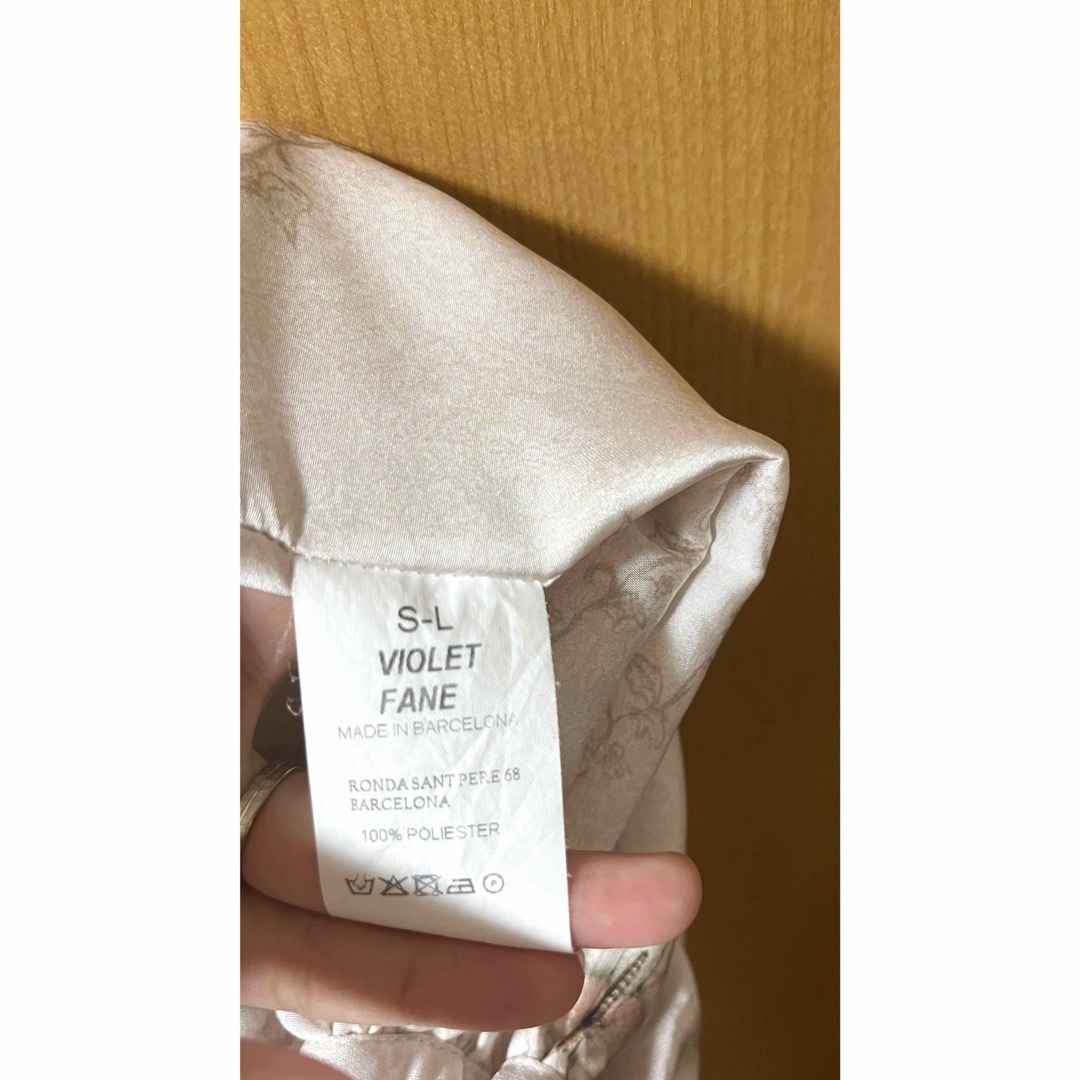 S-L
VIOLET
FANE
MADE IN BARCELONA
RONDA SANT PERE 68
BARCELONA
100% POLIESTER
P